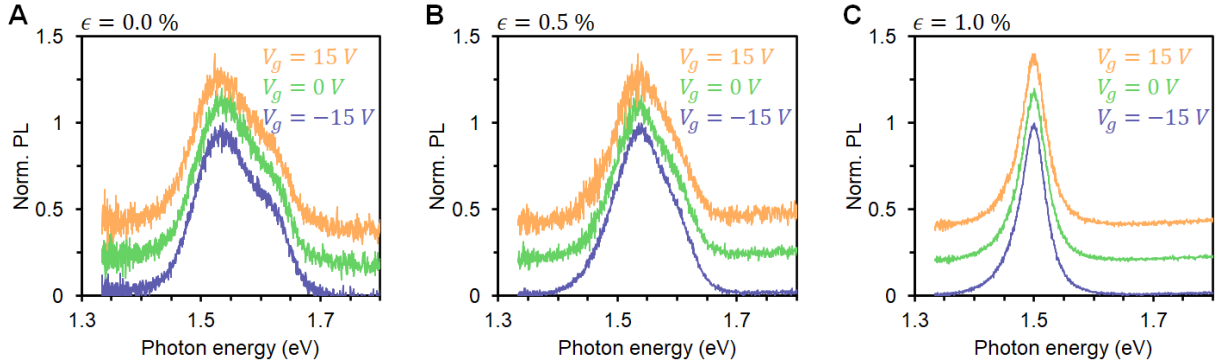 A
ϵ = 0.0 %
1.5
1
0.5
0
Norm. PL
V_g = 15 V
V_g = 0 V
V_g = −15 V
1.3
1.5
1.7
Photon energy (eV)
B
ϵ = 0.5 %
1.5
1
0.5
0
Norm. PL
V_g = 15 V
V_g = 0 V
V_g = −15 V
1.3
1.5
1.7
Photon energy (eV)
C
ϵ = 1.0 %
1.5
1
0.5
0
Norm. PL
V_g = 15 V
V_g = 0 V
V_g = −15 V
1.3
1.5
1.7
Photon energy (eV)